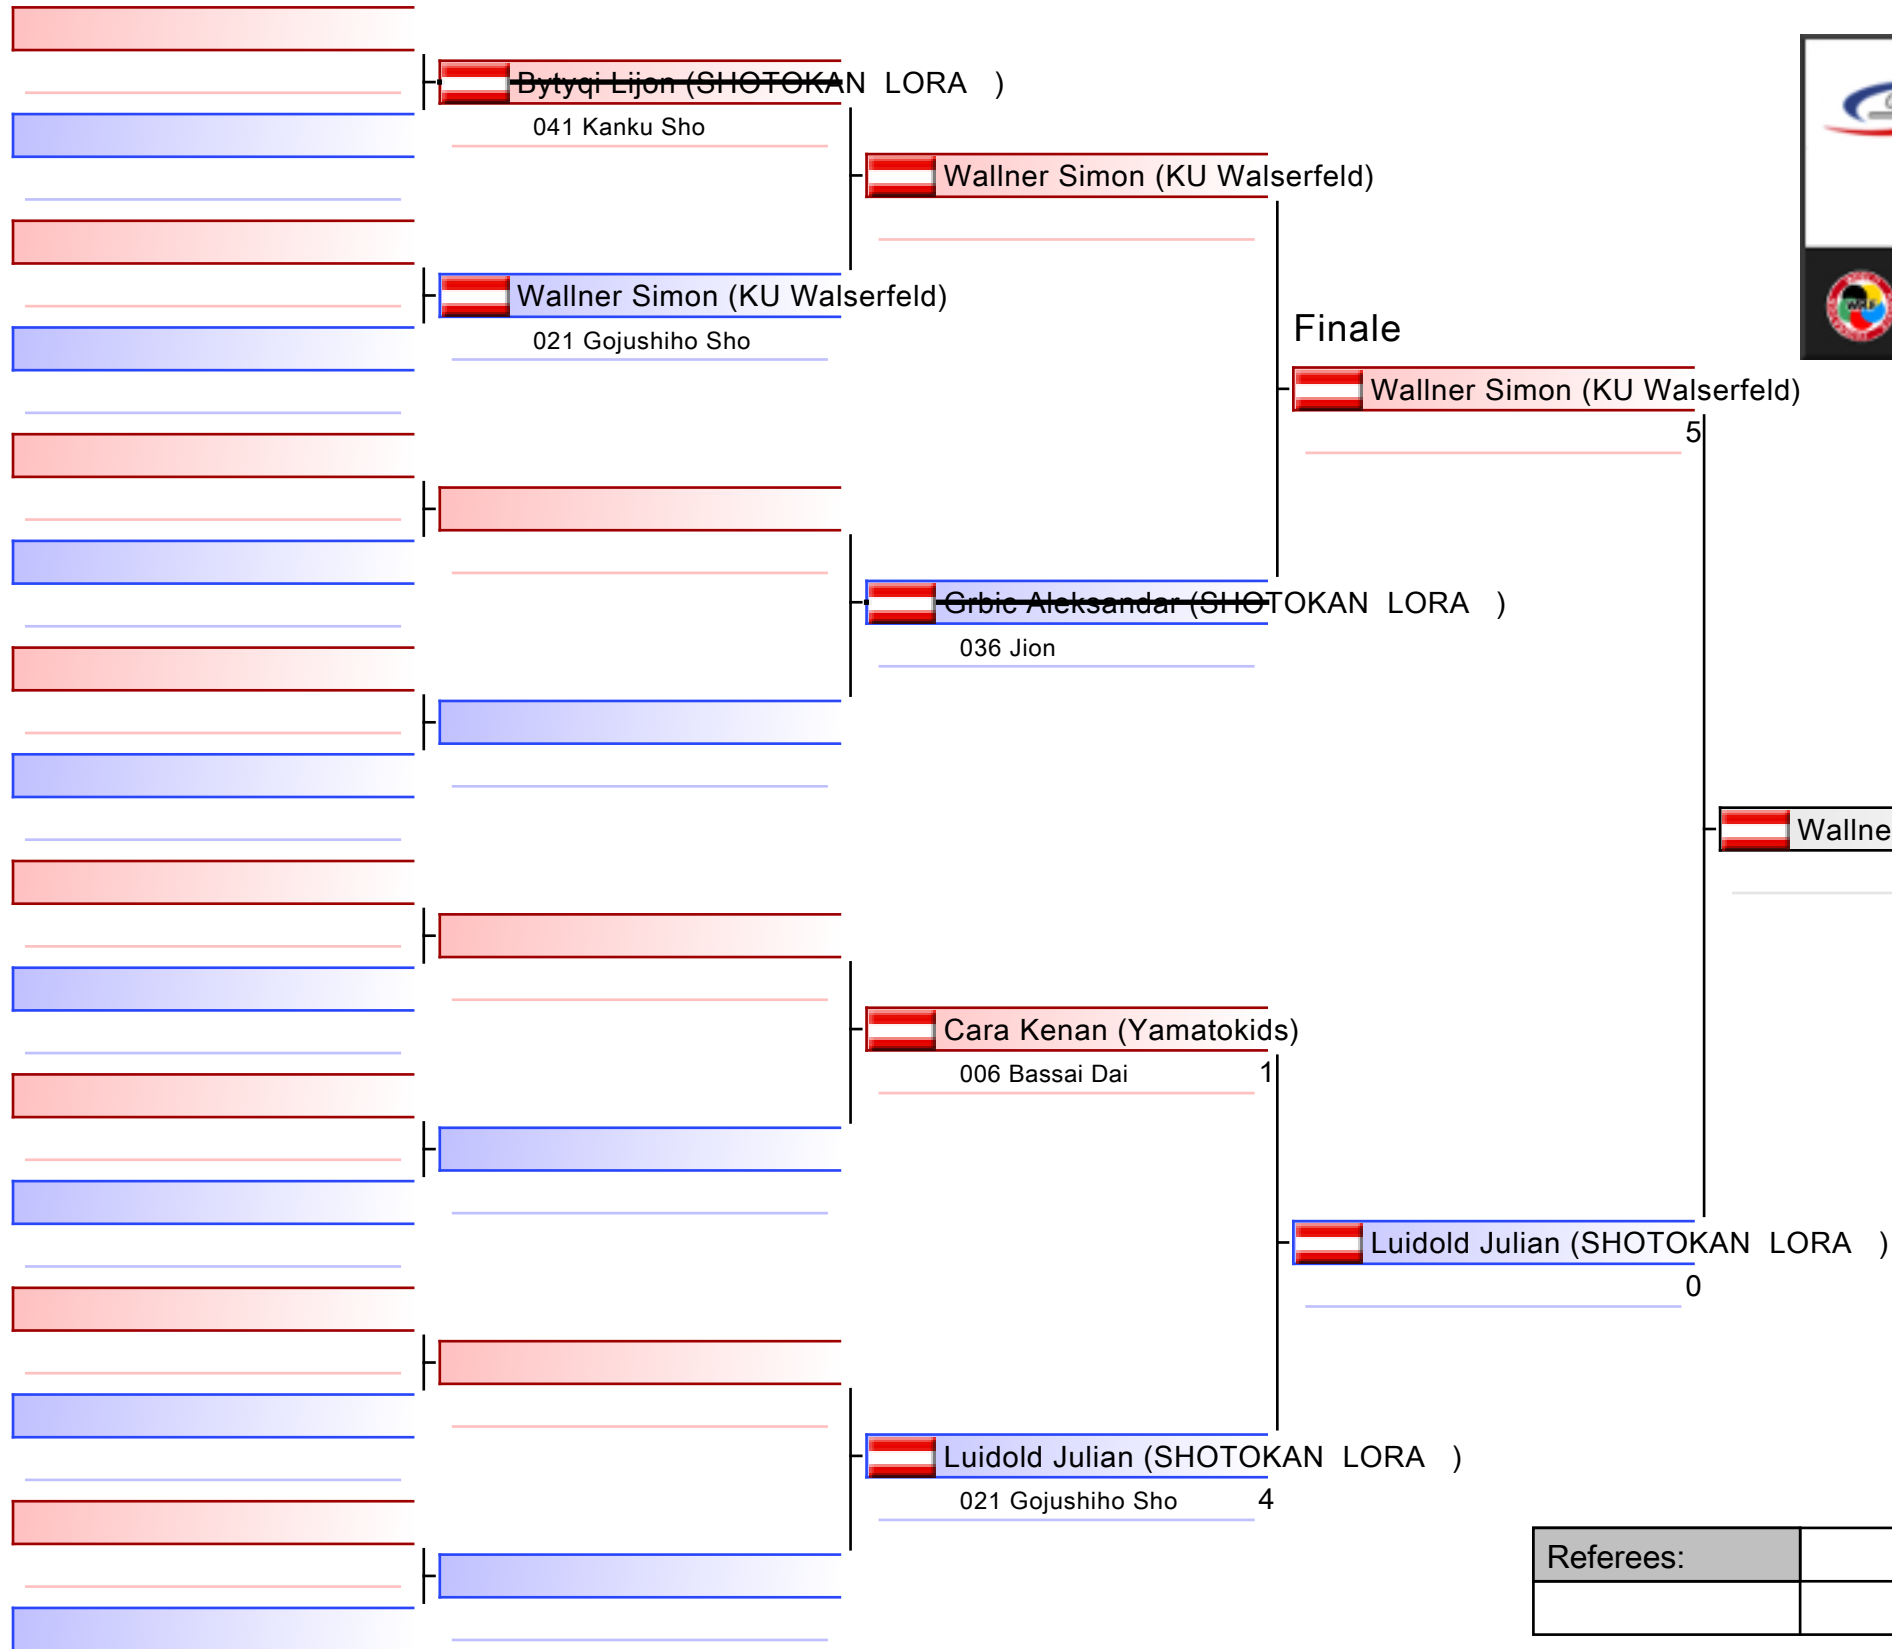 Bytyqi Lijon (SHOTOKAN LORA )
041 Kanku Sho
Wallner Simon (KU Walserfeld)
Wallner Simon (KU Walserfeld)
021 Gojushiho Sho
Finale
Wallner Simon (KU Walserfeld)
5
Grbic Aleksandar (SHOTOKAN LORA )
036 Jion
Wallne
Cara Kenan (Yamatokids)
006 Bassai Dai 1
Luidold Julian (SHOTOKAN LORA )
0
Luidold Julian (SHOTOKAN LORA )
021 Gojushiho Sho 4
Referees: